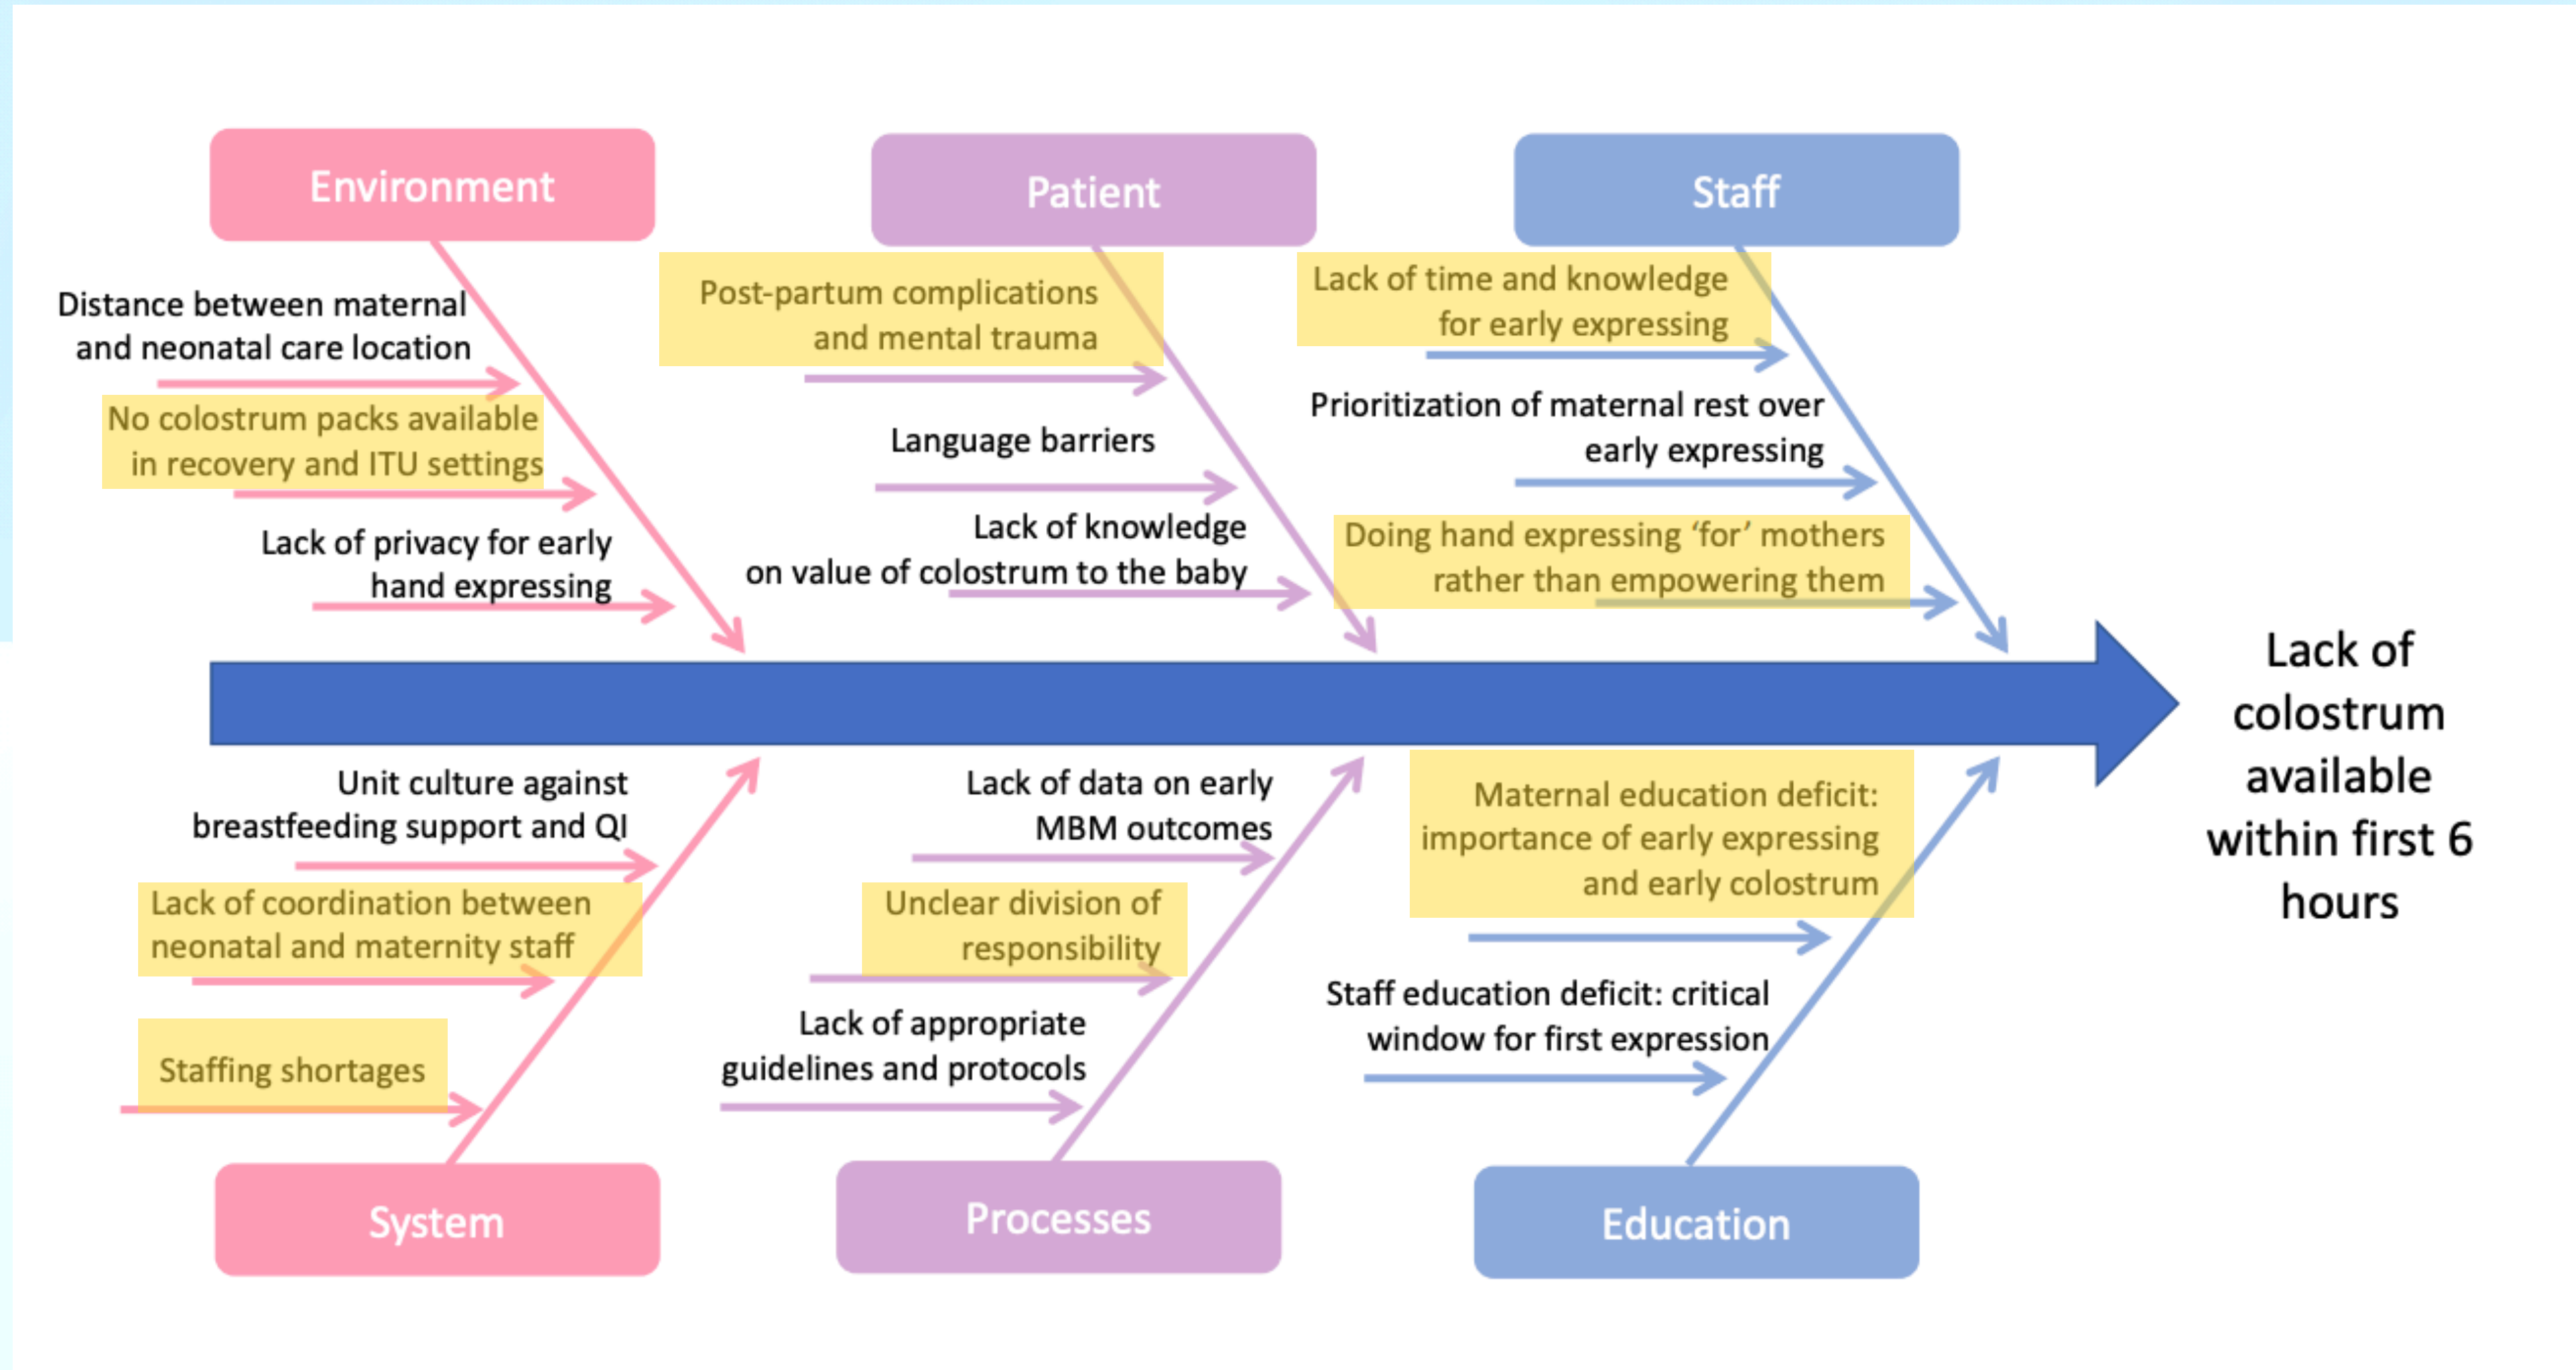 Environment
Distance between maternal
and neonatal care location
No colostrum packs available
in recovery and ITU settings
Lack of privacy for early
hand expressing
Patient
Post-partum complications
and mental trauma
Language barriers
Lack of knowledge
on value of colostrum to the baby
Staff
Lack of time and knowledge
for early expressing
Prioritization of maternal rest over
early expressing
Doing hand expressing ‘for’ mothers
rather than empowering them
Lack of
colostrum
available
within first 6
hours
Unit culture against
breastfeeding support and QI
Lack of coordination between
neonatal and maternity staff
Staffing shortages
System
Lack of data on early
MBM outcomes
Unclear division of
responsibility
Lack of appropriate
guidelines and protocols
Processes
Maternal education deficit:
importance of early expressing
and early colostrum
Staff education deficit: critical
window for first expression
Education